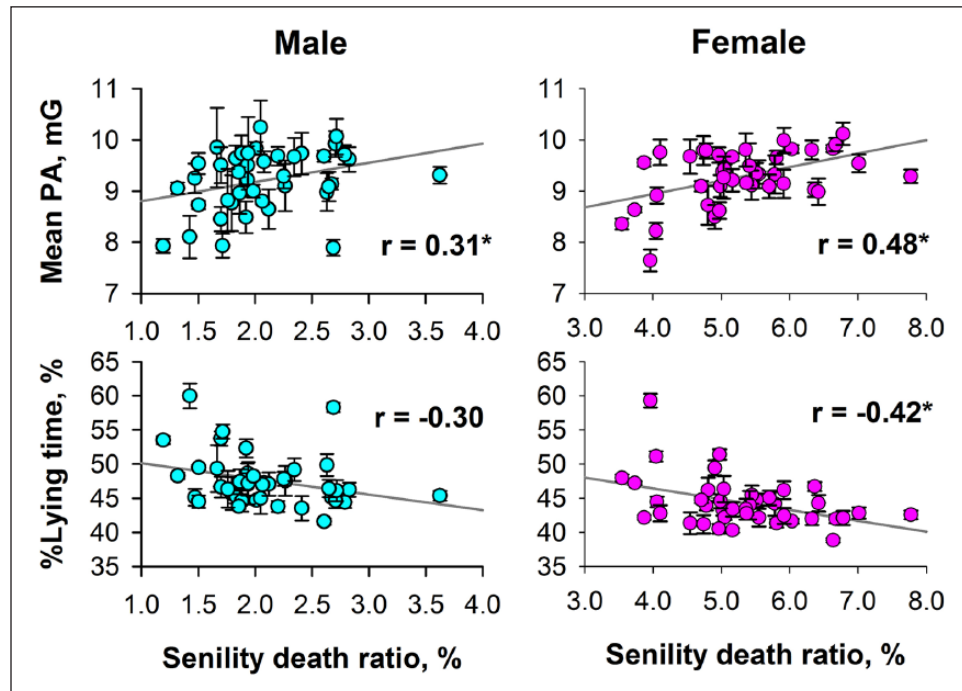 Male
Female
Mean PA, mG
11
10
9
8
7
r = 0.31*
1.0 1.5 2.0 2.5 3.0 3.5 4.0
11
10
9
8
7
r = 0.48*
3.0 4.0 5.0 6.0 7.0 8.0
%Lying time, %
65
60
55
50
45
40
35
r = -0.30
1.0 1.5 2.0 2.5 3.0 3.5 4.0
Senility death ratio, %
65
60
55
50
45
40
35
r = -0.42*
3.0 4.0 5.0 6.0 7.0 8.0
Senility death ratio, %